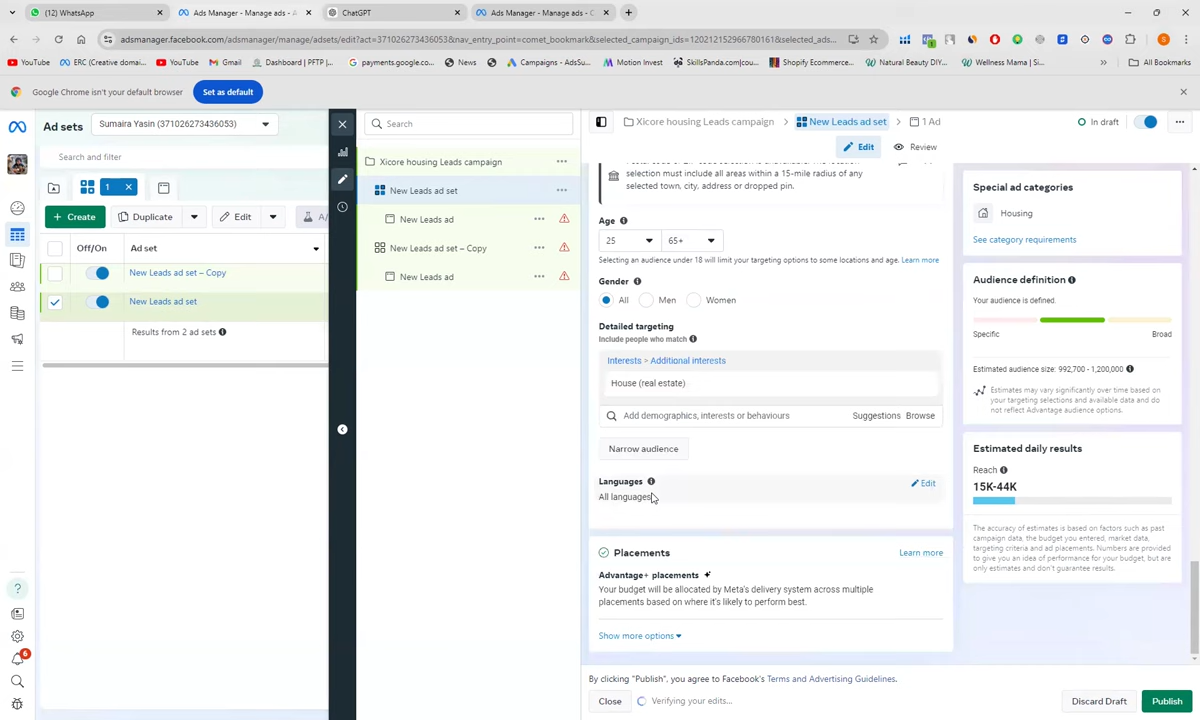 (12) WhatsApp
Ads Manager - Manage ads - A
ChatGPT
Ads Manager - Manage ads - C
adsmanager.facebook.com/adsmanager/manage/adsets/edit?act=371026273436053&nav_entry_point=comet_bookmark&selected_campaign_ids=120212152966780161&selected_ads...
YouTube
ERC (Creative domai...
YouTube
Gmail
Dashboard | PFTP |...
payments.google.co...
News
Campaigns - AdsSu...
Motion Invest
SkillsPanda.com|cou...
Shopify Ecommerce...
Natural Beauty DIY...
Wellness Mama | Si...
All Bookmarks
Google Chrome isn't your default browser
Set as default
Ad sets
Sumaira Yasin (371026273436053)
Search and filter
1
Create
Duplicate
Edit
A/
Off/On
Ad set
New Leads ad set – Copy
New Leads ad set
Results from 2 ad sets
6
Search
Xicore housing Leads campaign
New Leads ad set
New Leads ad
New Leads ad set – Copy
New Leads ad
Xicore housing Leads campaign
New Leads ad set
1 Ad
In draft
Edit
Review
selection must include all areas within a 15-mile radius of any
selected town, city, address or dropped pin.
Age
25
65+
Selecting an audience under 18 will limit your targeting options to some locations and age. Learn more
Gender
All
Men
Women
Detailed targeting
Include people who match
Interests > Additional interests
House (real estate)
Add demographics, interests or behaviours
Suggestions
Browse
Narrow audience
Languages
Edit
All languages
Placements
Learn more
Advantage+ placements
Your budget will be allocated by Meta's delivery system across multiple
placements based on where it's likely to perform best.
Show more options
By clicking "Publish", you agree to Facebook's Terms and Advertising Guidelines.
Close
Verifying your edits...
Discard Draft
Publish
Special ad categories
Housing
See category requirements
Audience definition
Your audience is defined.
Specific
Broad
Estimated audience size: 992,700 - 1,200,000
Estimates may vary significantly over time based on
your targeting selections and available data and do
not reflect Advantage audience options.
Estimated daily results
Reach
15K-44K
The accuracy of estimates is based on factors such as past
campaign data, the budget you entered, market data,
targeting criteria and ad placements. Numbers are provided
to give you an idea of performance for your budget, but are
only estimates and don't guarantee results.